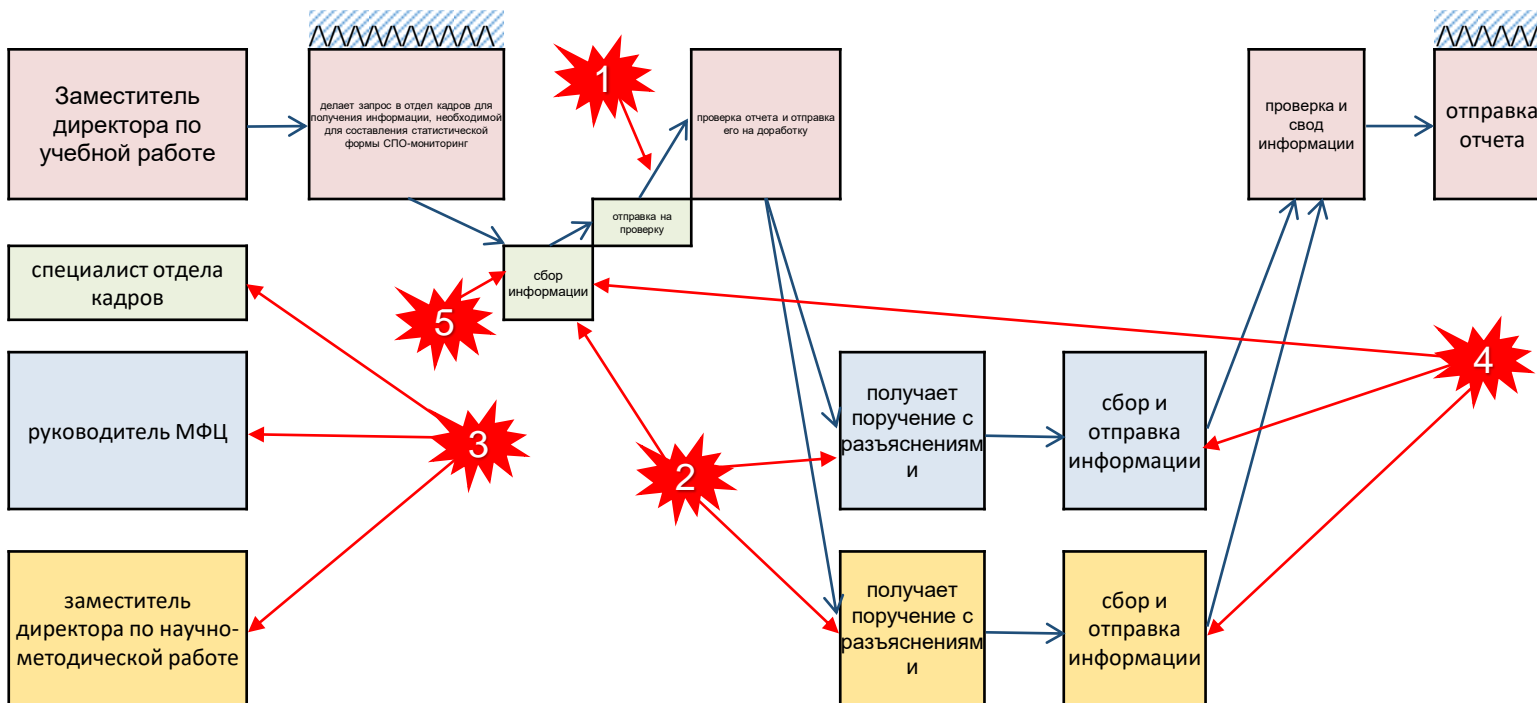 Заместитель
директора по
учебной работе
делает запрос в отдел кадров для
получения информации, необходимой
для составления статистической
формы СПО-мониторинг
1
проверка отчета и отправка
его на доработку
проверка и
свод
информации
отправка
отчета
отправка на
проверку
специалист отдела
кадров
сбор
информации
5
4
руководитель МФЦ
3
2
получает
поручение с
разъяснениям
и
сбор и
отправка
информации
заместитель
директора по научно-
методической работе
получает
поручение с
разъяснениям
и
сбор и
отправка
информации